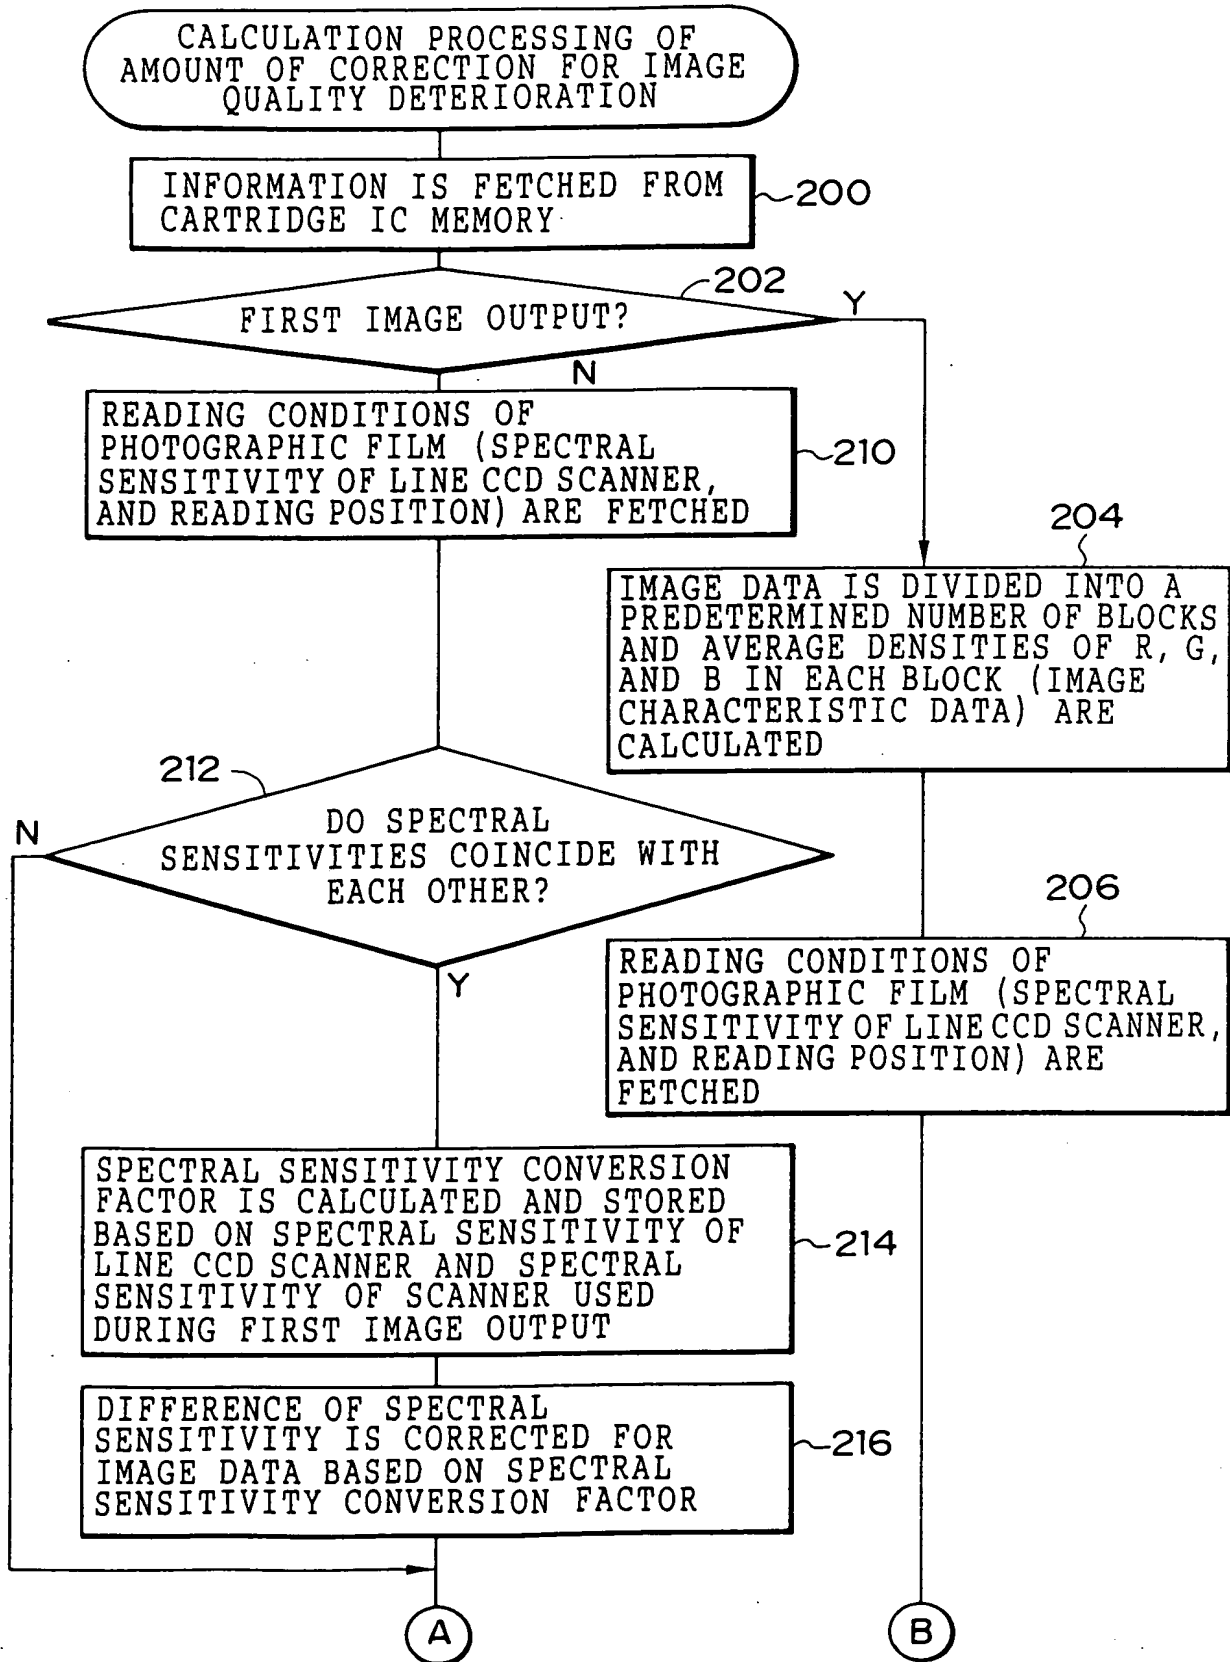 CALCULATION PROCESSING OF
AMOUNT OF CORRECTION FOR IMAGE
QUALITY DETERIORATION
INFORMATION IS FETCHED FROM
CARTRIDGE IC MEMORY
200
202
FIRST IMAGE OUTPUT?
Y
N
READING CONDITIONS OF
PHOTOGRAPHIC FILM (SPECTRAL
SENSITIVITY OF LINE CCD SCANNER,
AND READING POSITION) ARE FETCHED
210
204
IMAGE DATA IS DIVIDED INTO A
PREDETERMINED NUMBER OF BLOCKS
AND AVERAGE DENSITIES OF R, G,
AND B IN EACH BLOCK (IMAGE
CHARACTERISTIC DATA) ARE
CALCULATED
212
N
DO SPECTRAL
SENSITIVITIES COINCIDE WITH
EACH OTHER?
Y
206
READING CONDITIONS OF
PHOTOGRAPHIC FILM (SPECTRAL
SENSITIVITY OF LINE CCD SCANNER,
AND READING POSITION) ARE
FETCHED
SPECTRAL SENSITIVITY CONVERSION
FACTOR IS CALCULATED AND STORED
BASED ON SPECTRAL SENSITIVITY OF
LINE CCD SCANNER AND SPECTRAL
SENSITIVITY OF SCANNER USED
DURING FIRST IMAGE OUTPUT
214
DIFFERENCE OF SPECTRAL
SENSITIVITY IS CORRECTED FOR
IMAGE DATA BASED ON SPECTRAL
SENSITIVITY CONVERSION FACTOR
216
A
B